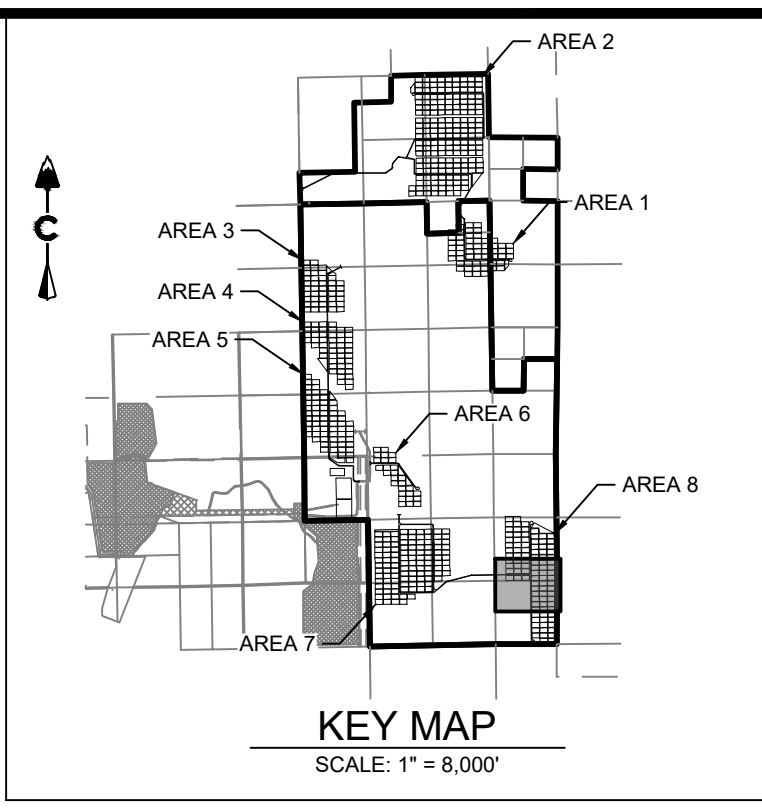 AREA 2
AREA 1
AREA 3
AREA 4
AREA 5
AREA 6
AREA 8
AREA 7
KEY MAP
SCALE: 1" = 8,000'